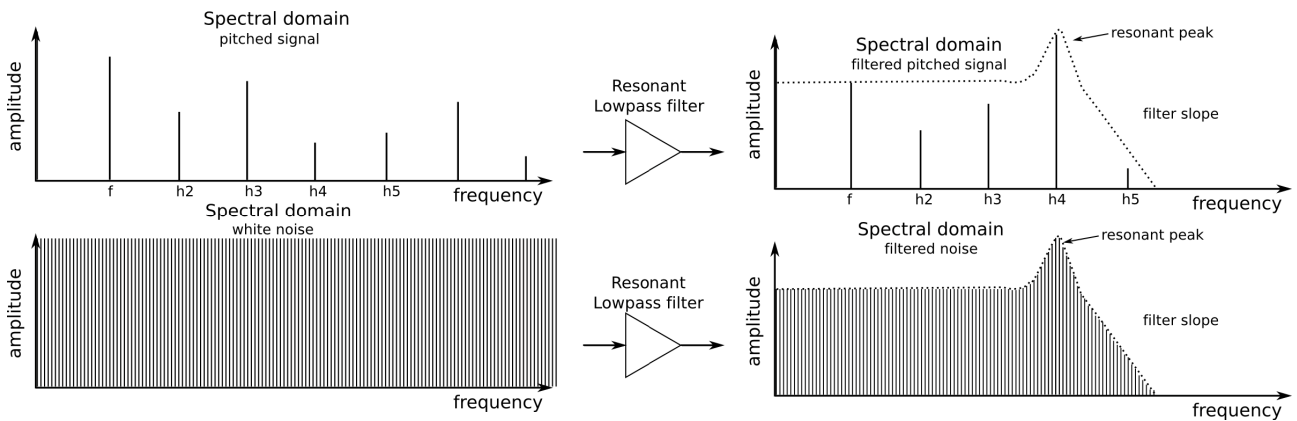 Spectral domain
pitched signal
amplitude
f h2 h3 h4 h5
frequency
Resonant
Lowpass filter
Spectral domain
filtered pitched signal
resonant peak
filter slope
amplitude
f h2 h3 h4 h5
frequency
Spectral domain
white noise
amplitude
frequency
Resonant
Lowpass filter
Spectral domain
filtered noise
resonant peak
filter slope
amplitude
frequency